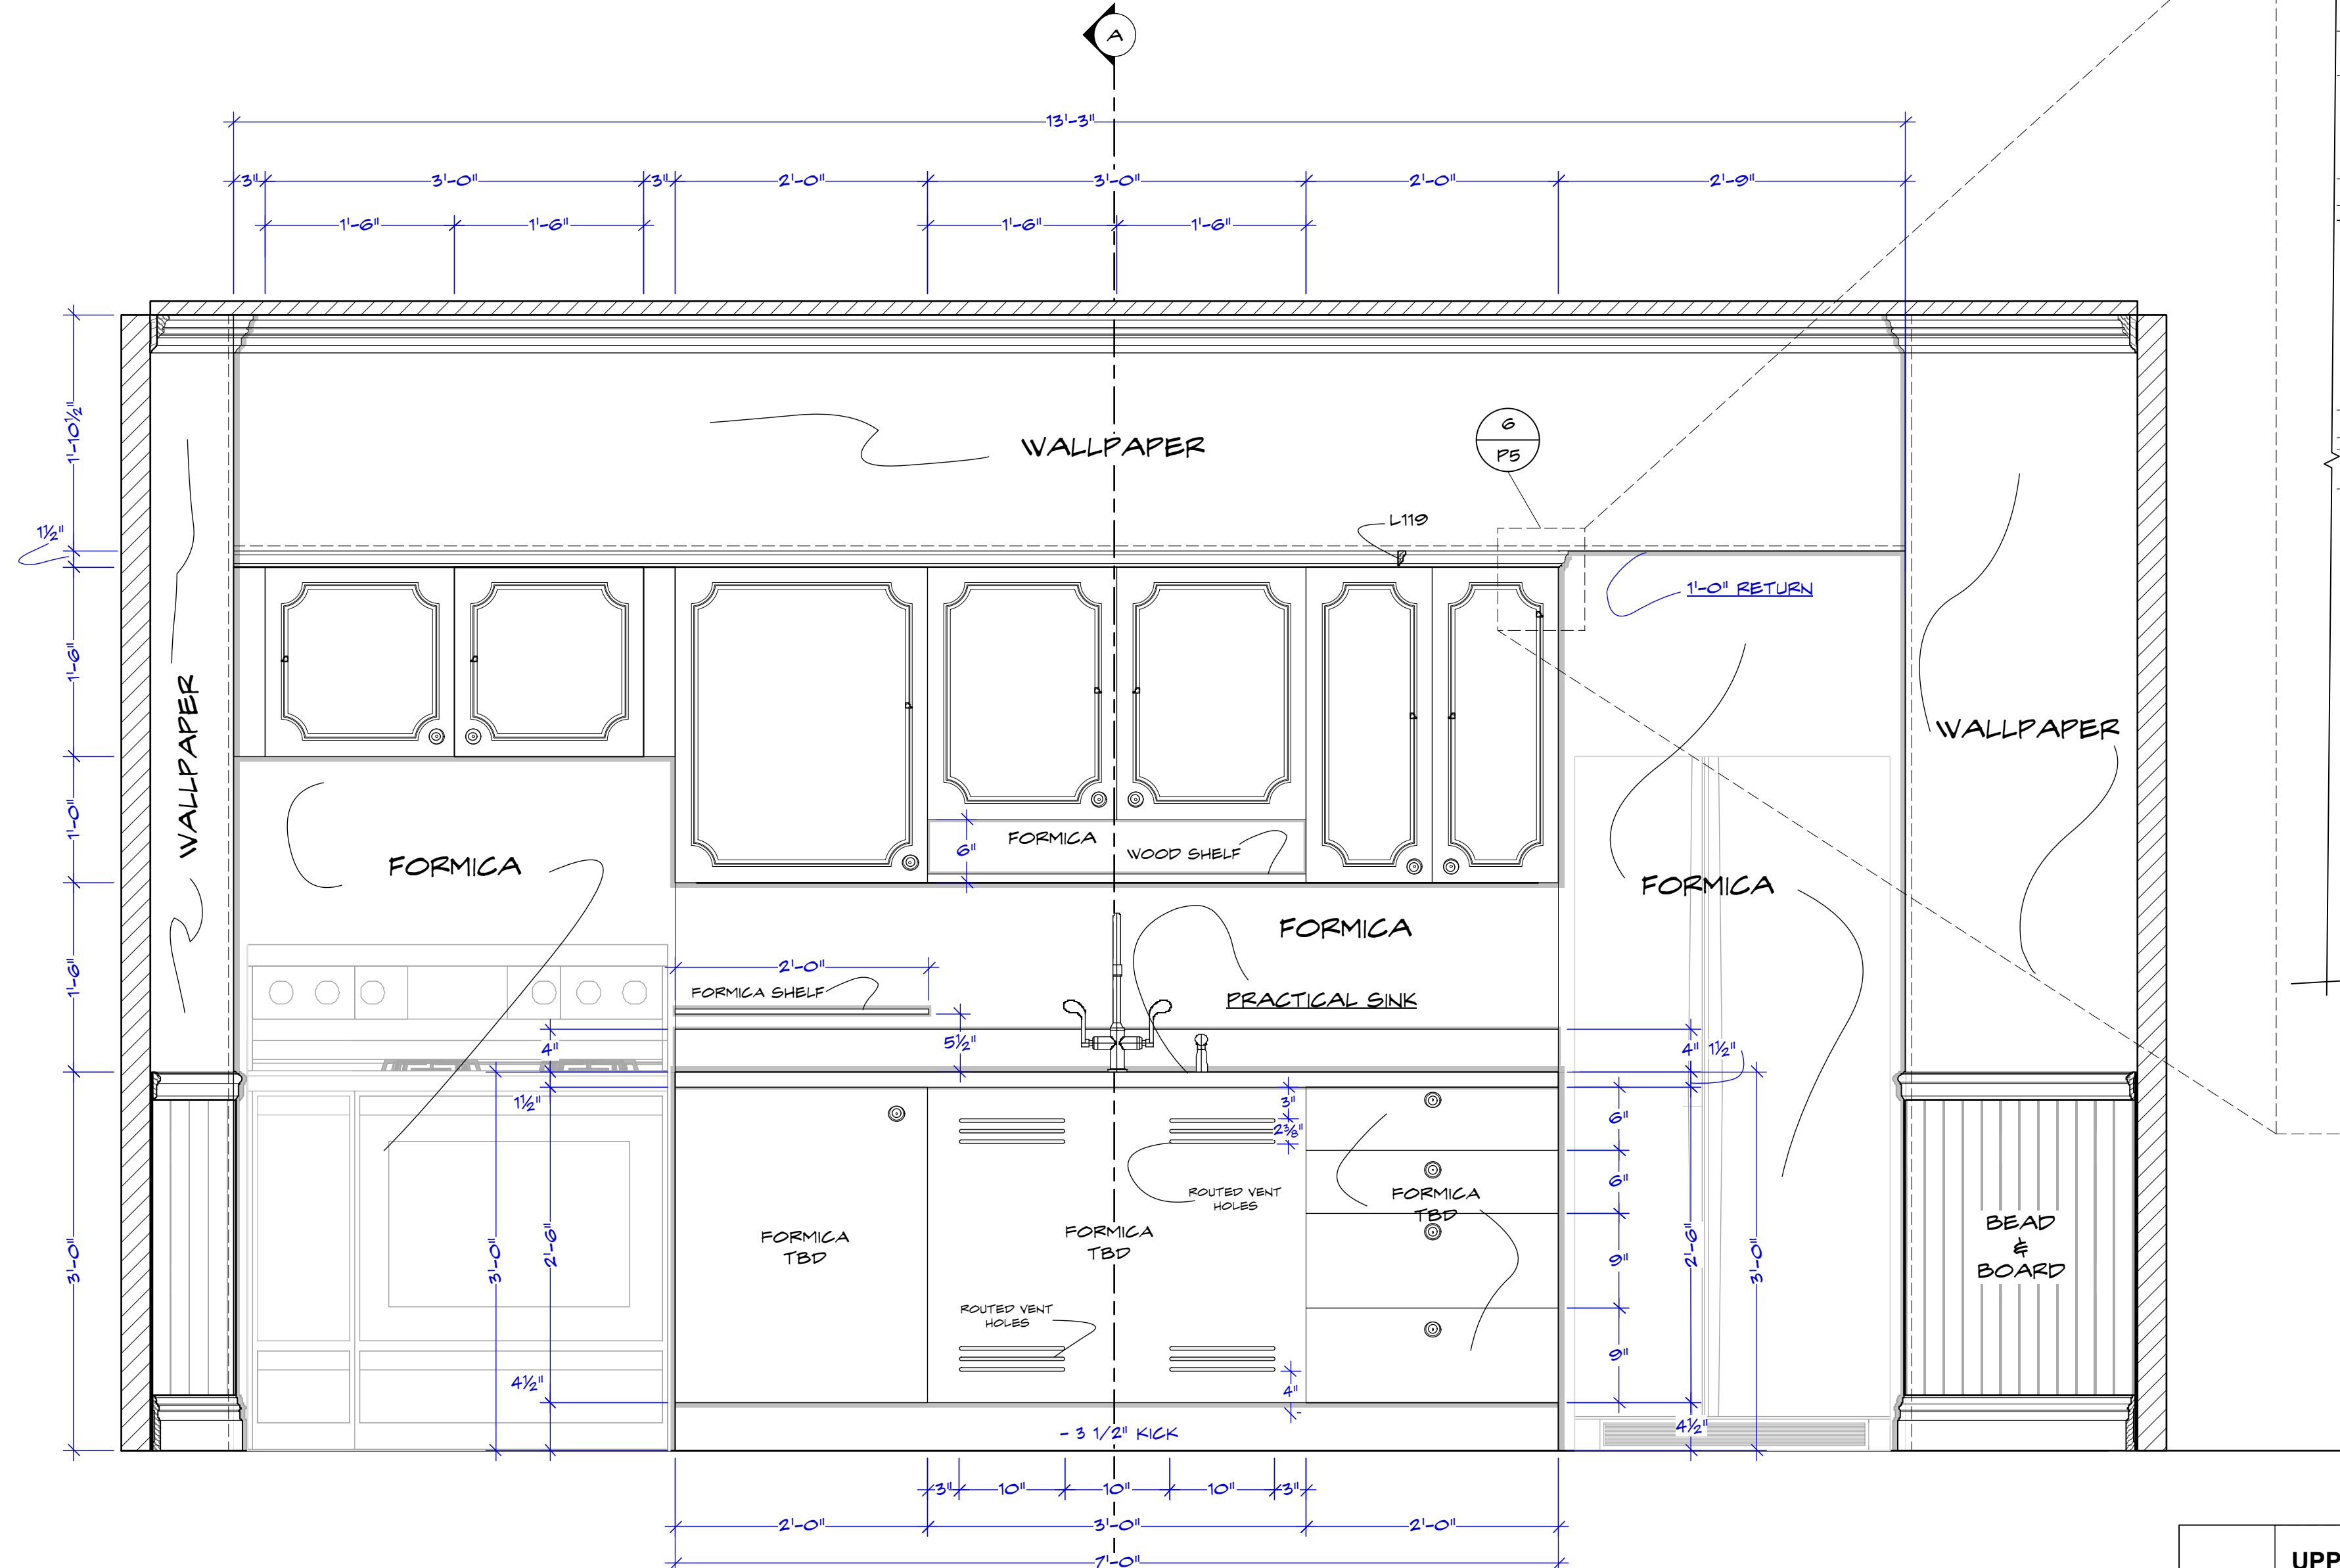 A
13'-3"
3" 3'-0" 3" 2'-0" 3'-0" 2'-0" 2'-9"
1'-6" 1'-6" 1'-6" 1'-6"
1'-10½"
WALLPAPER
6
P5
1½"
L119
1'-0" RETURN
1'-6"
WALLPAPER
WALLPAPER
1'-0"
FORMICA
6"
FORMICA
WOOD SHELF
FORMICA
FORMICA
1'-6"
2'-0"
FORMICA SHELF
PRACTICAL SINK
4"
5½"
4" 1½"
1½"
3"
2⅜"
6"
6"
ROUTED VENT
HOLES
FORMICA
TBD
FORMICA
TBD
FORMICA
TBD
BEAD
&
BOARD
3'-0"
3'-0"
2'-6"
9"
2'-6"
3'-0"
ROUTED VENT
HOLES
9"
4½"
4"
4½"
- 3 1/2" KICK
3" 10" 10" 10" 3"
2'-0" 3'-0" 2'-0"
7'-0"
UPP